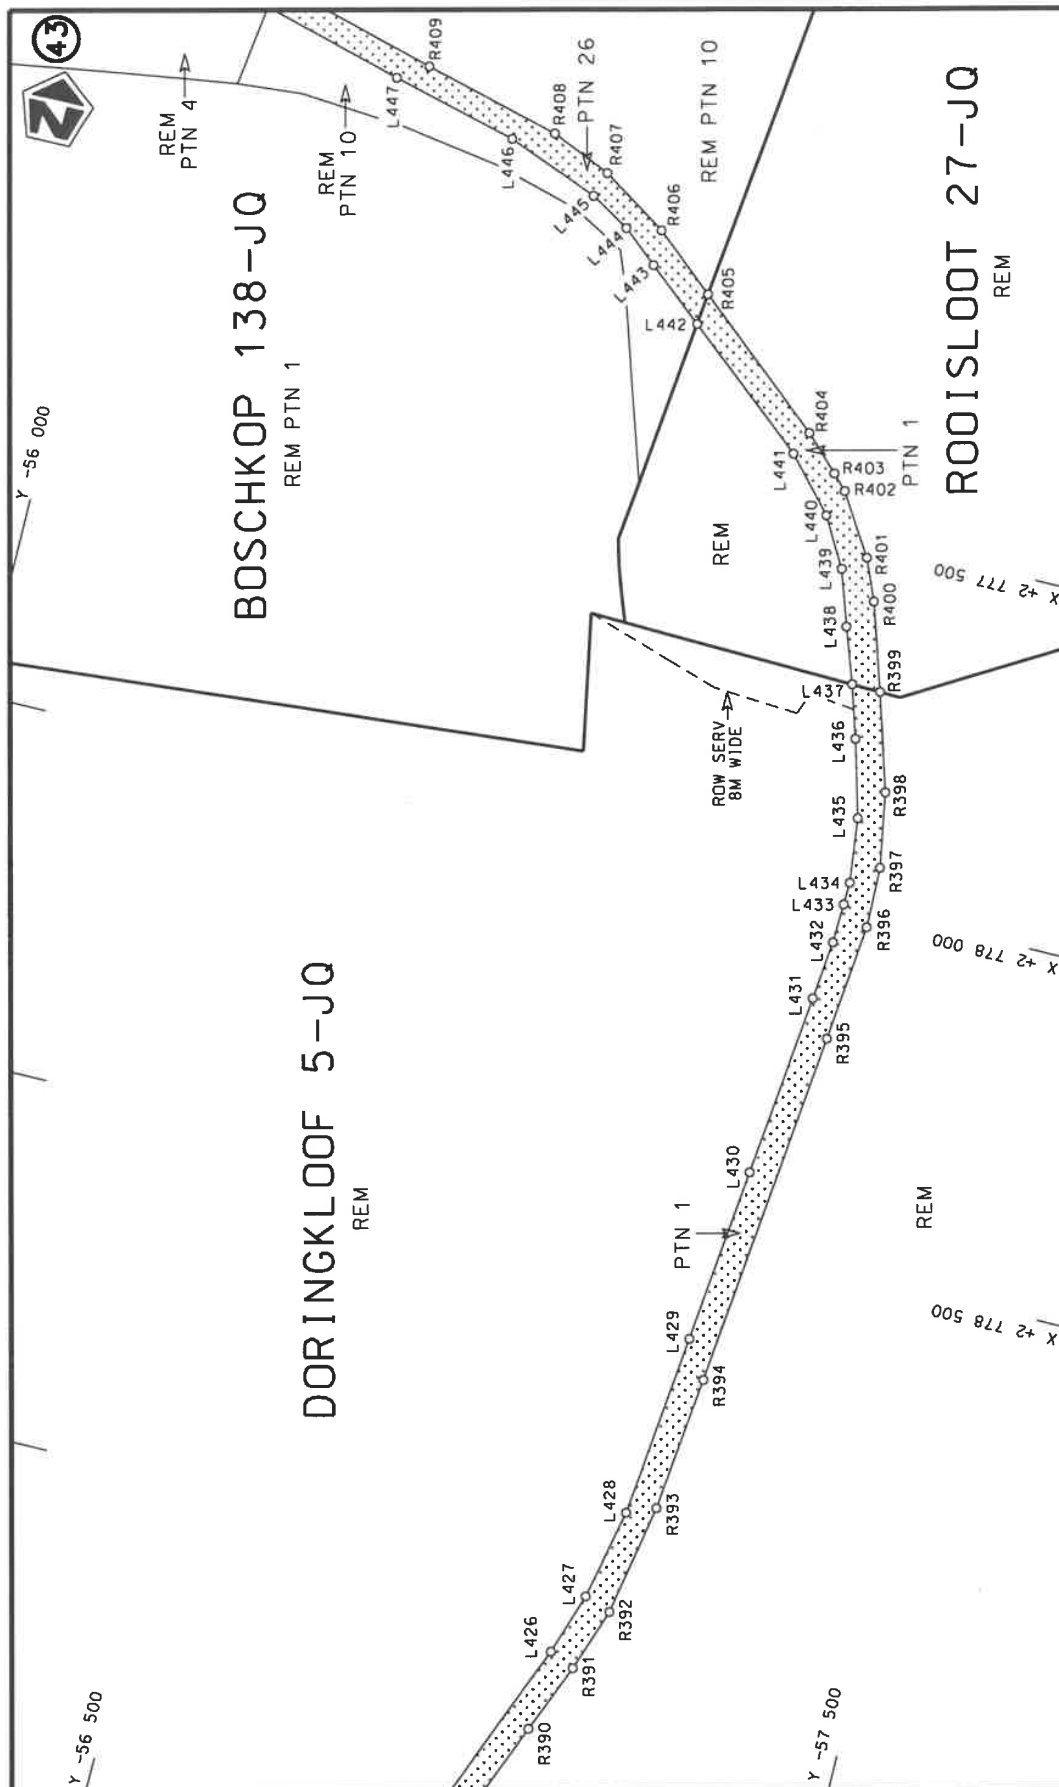 43
N
REM
PTN 4
REM
PTN 10
BOSCHKOP 138-JQ
REM PTN 1
Y -56 000
L447
R409
L446
R408
PTN 26
L445
R407
L444
L443
R406
REM PTN 10
L442
R405
ROOISLOOT 27-JQ
REM
L441
R404
R403
R402
PTN 1
L440
L439
R401
L438
R400
REM
X +2 777 500
L437
R399
ROW SERV
8M WIDE
L436
L435
R398
L434
R397
L433
R396
L432
X +2 778 000
L431
R395
DORINGKLOOF 5-JQ
REM
L430
PTN 1
REM
L429
R394
X +2 778 500
L428
R393
L427
R392
L426
R391
R390
Y -56 500
Y -57 500